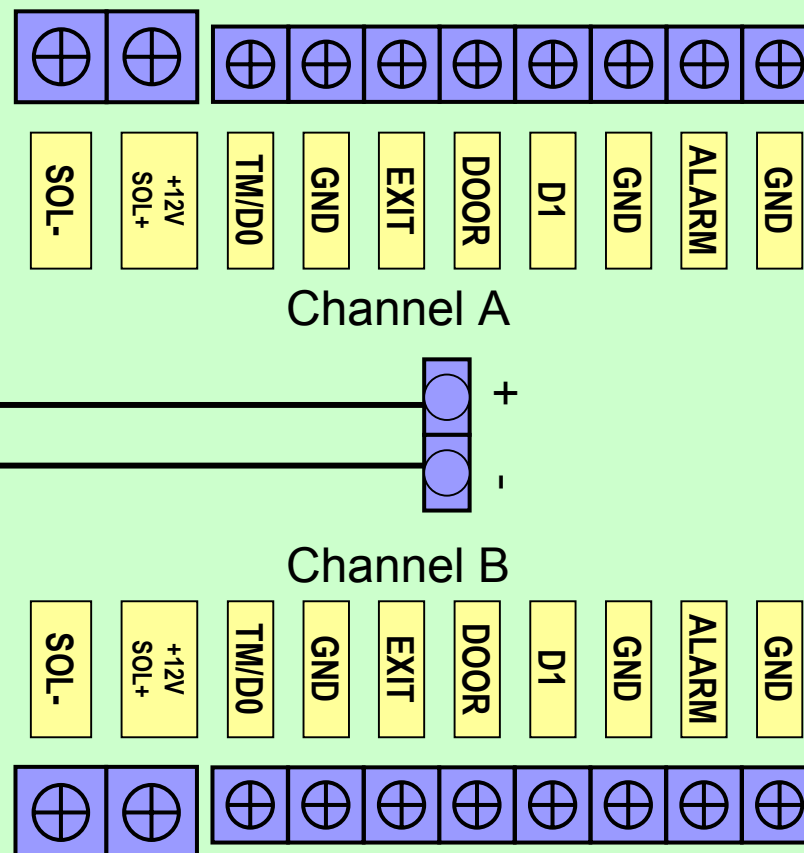 SOL-
+12V
SOL+
TM/D0
GND
EXIT
DOOR
D1
GND
ALARM
GND
Channel A
+
-
Channel B
SOL-
+12V
SOL+
TM/D0
GND
EXIT
DOOR
D1
GND
ALARM
GND